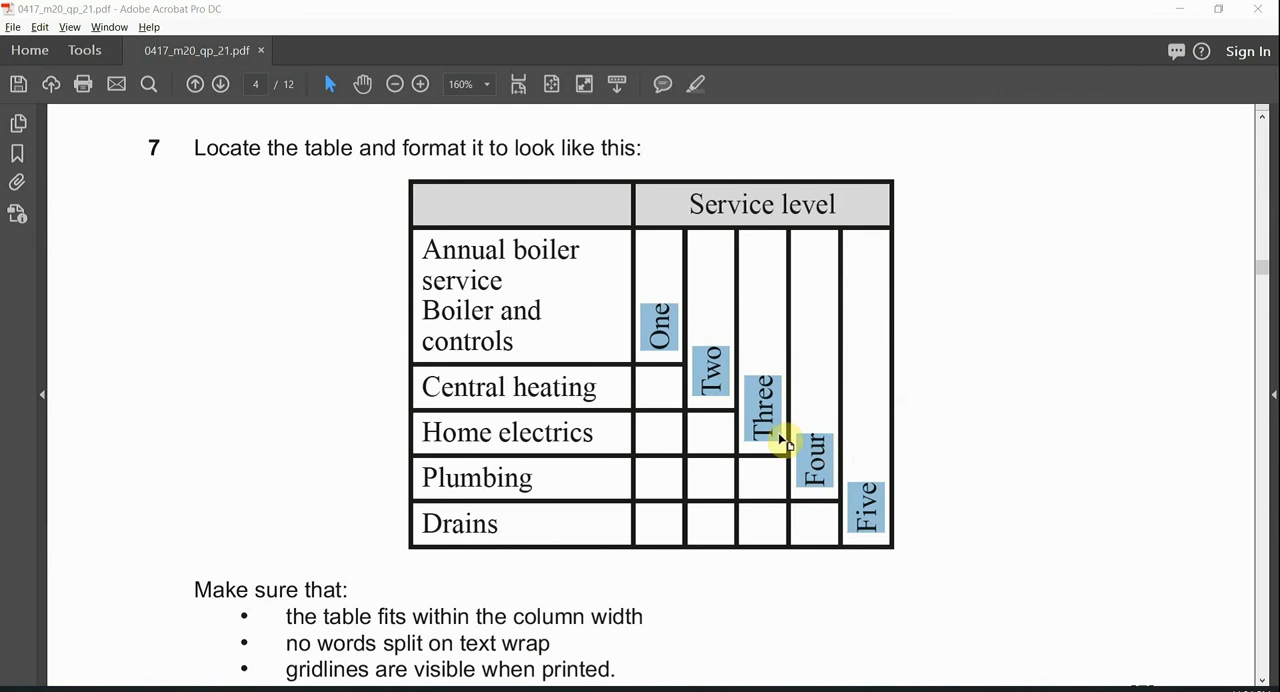 0417_m20_qp_21.pdf - Adobe Acrobat Pro DC
File Edit View Window Help
Home Tools 0417_m20_qp_21.pdf × Sign In
4 / 12 160%
7 Locate the table and format it to look like this:
Service level
Annual boiler
service
Boiler and
controls
One
Two
Central heating
Three
Home electrics
Four
Plumbing
Five
Drains
Make sure that:
• the table fits within the column width
• no words split on text wrap
• gridlines are visible when printed.